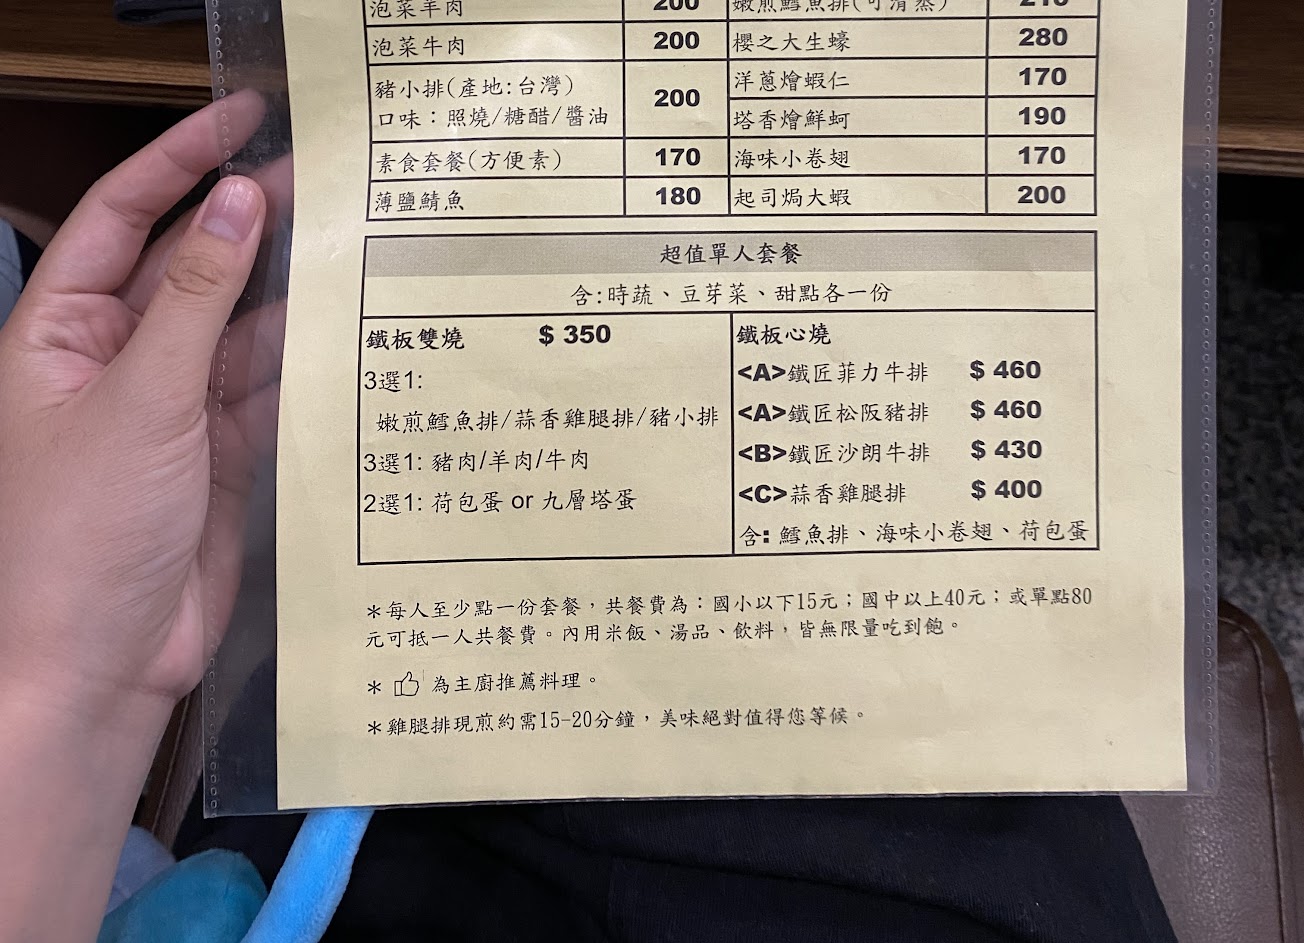 泡菜羊肉 200
嫩煎鱈魚排(可清蒸)
泡菜牛肉 200
櫻之大生蠔 280
豬小排(產地:台灣)
口味：照燒/糖醋/醬油 200
洋蔥燴蝦仁 170
塔香燴鮮蚵 190
素食套餐(方便素) 170
海味小卷翅 170
薄鹽鯖魚 180
起司焗大蝦 200
超值單人套餐
含:時蔬、豆芽菜、甜點各一份
鐵板雙燒 $ 350
3選1:
嫩煎鱈魚排/蒜香雞腿排/豬小排
3選1: 豬肉/羊肉/牛肉
2選1: 荷包蛋 or 九層塔蛋
鐵板心燒
<A>鐵匠菲力牛排 $ 460
<A>鐵匠松阪豬排 $ 460
<B>鐵匠沙朗牛排 $ 430
<C>蒜香雞腿排 $ 400
含: 鱈魚排、海味小卷翅、荷包蛋
＊每人至少點一份套餐，共餐費為：國小以下15元；國中以上40元；或單點80
元可抵一人共餐費。內用米飯、湯品、飲料，皆無限量吃到飽。
＊ 為主廚推薦料理。
＊雞腿排現煎約需15-20分鐘，美味絕對值得您等候。